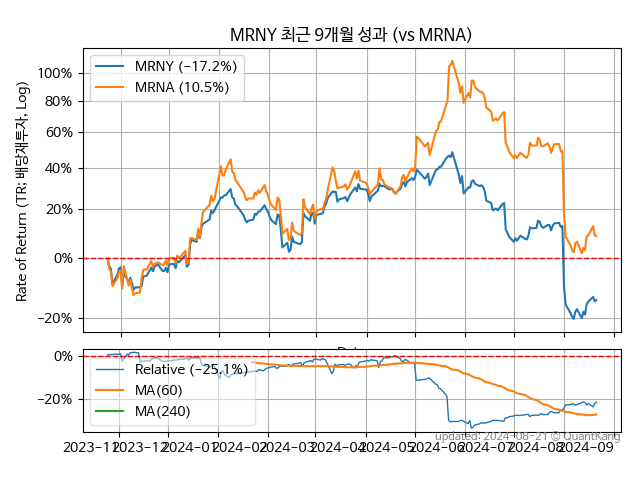 MRNY 최근 9개월 성과 (vs MRNA)
Rate of Return (TR: 배당재투자, Log)
MRNY (-17.2%)
MRNA (10.5%)
100%
80%
60%
40%
20%
0%
-20%
0%
-20%
Relative (-25.1%)
MA(60)
MA(240)
updated: 2024-08-21 © QuantKang
2023-11
2023-12
2024-01
2024-02
2024-03
2024-04
2024-05
2024-06
2024-07
2024-08
2024-09